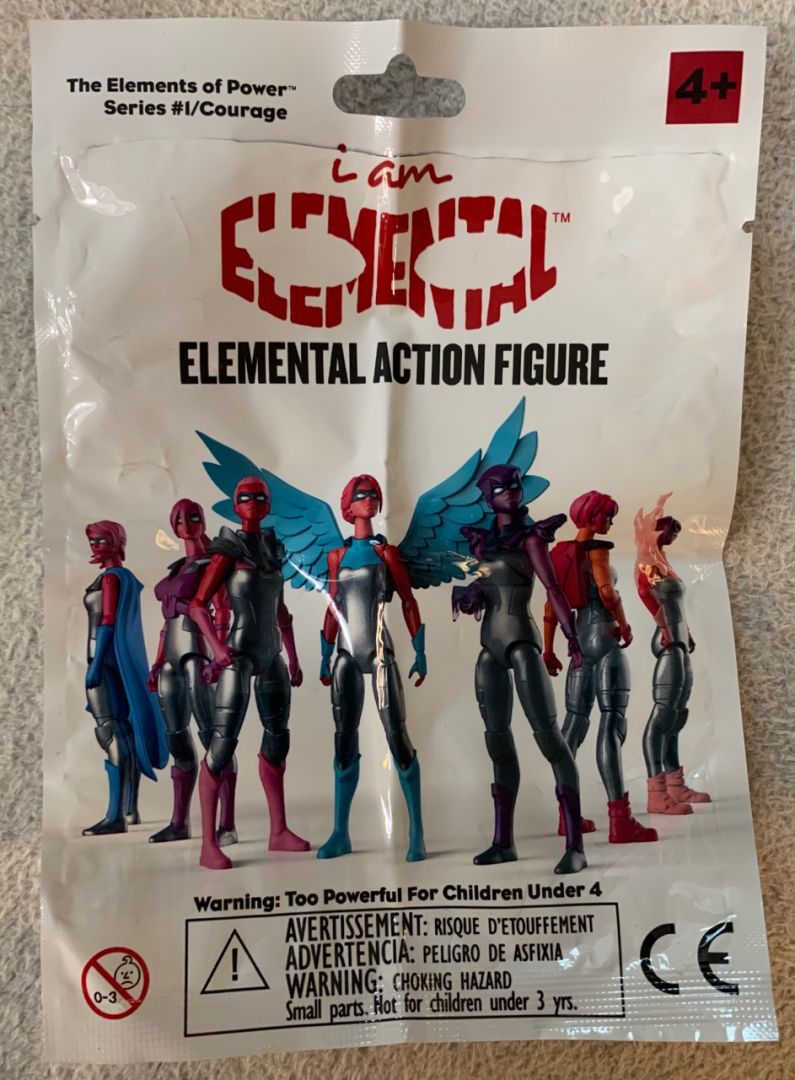 The Elements of Power™
Series #1/Courage
4+
i am
ELEMENTAL™
ELEMENTAL ACTION FIGURE
Warning: Too Powerful For Children Under 4
AVERTISSEMENT: RISQUE D'ETOUFFEMENT
ADVERTENCIA: PELIGRO DE ASFIXIA
WARNING: CHOKING HAZARD
Small parts. Not for children under 3 yrs.
0-3
CE